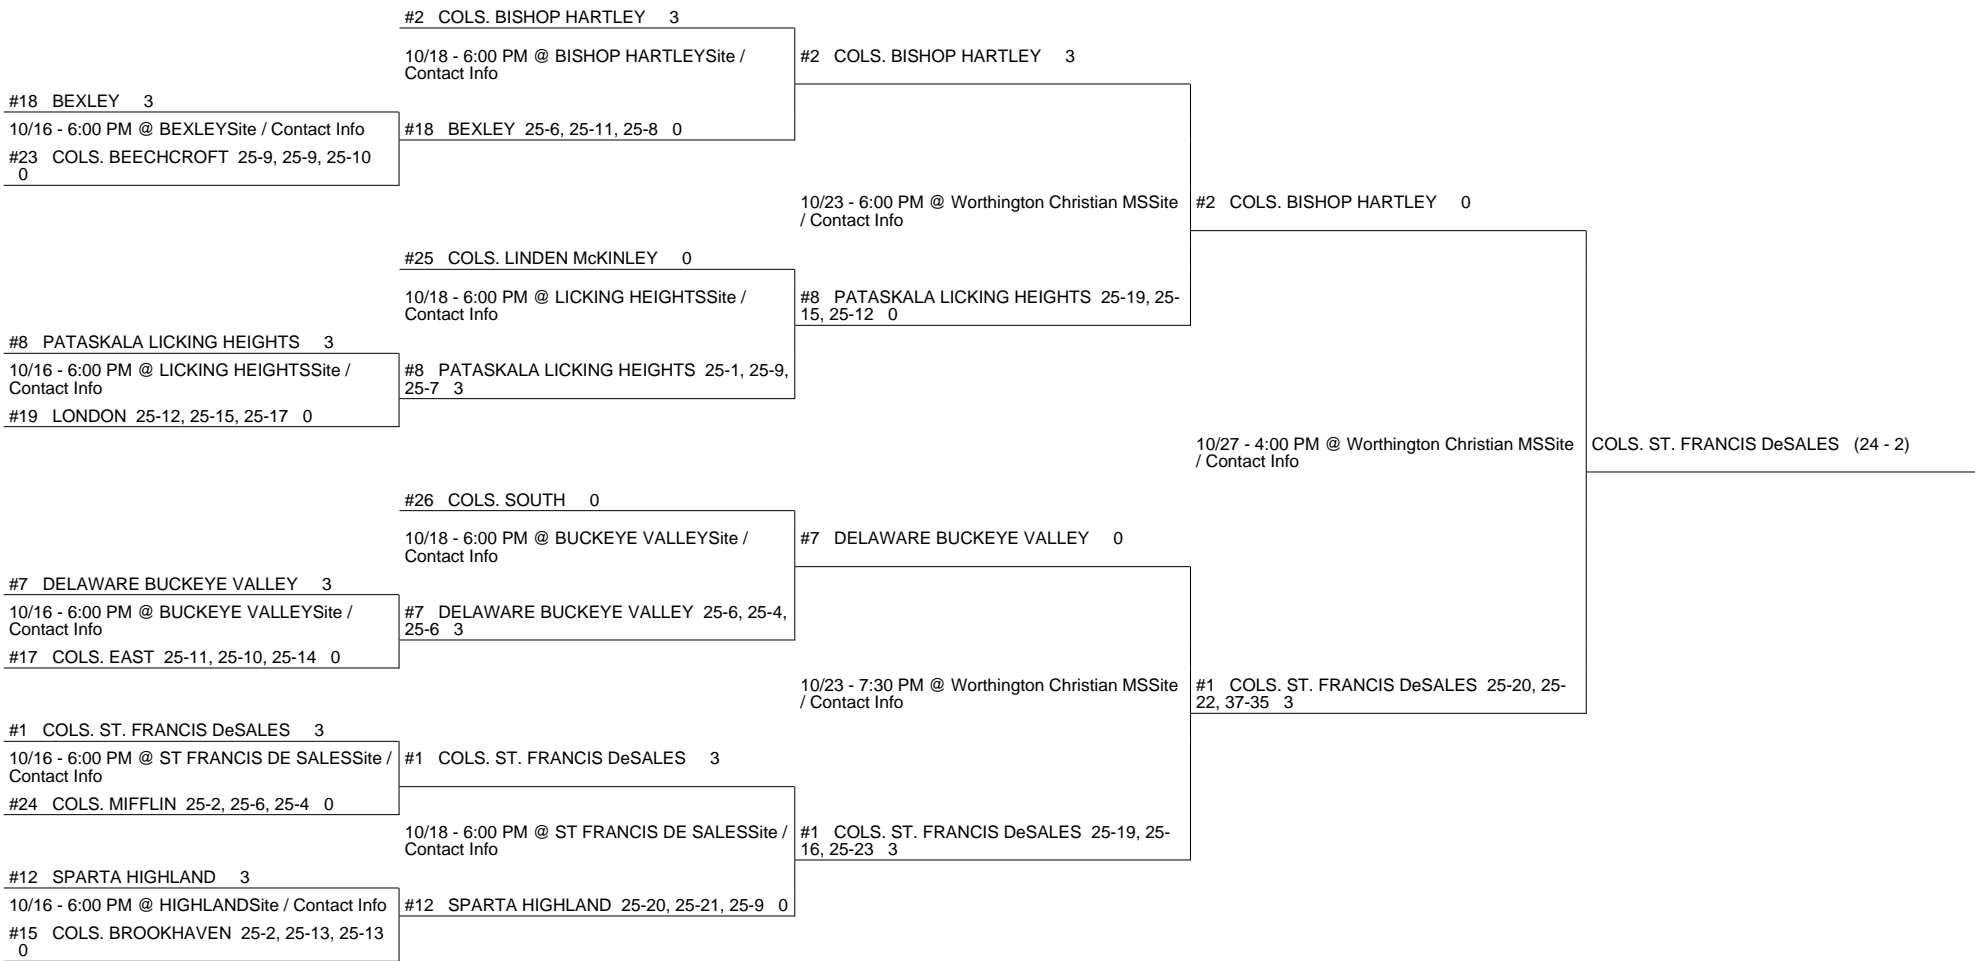 #2 COLS. BISHOP HARTLEY 3
10/18 - 6:00 PM @ BISHOP HARTLEYSite /
Contact Info
#2 COLS. BISHOP HARTLEY 3
#18 BEXLEY 3
10/16 - 6:00 PM @ BEXLEYSite / Contact Info
#23 COLS. BEECHCROFT 25-9, 25-9, 25-10
0
#18 BEXLEY 25-6, 25-11, 25-8 0
10/23 - 6:00 PM @ Worthington Christian MSSite
/ Contact Info
#2 COLS. BISHOP HARTLEY 0
#25 COLS. LINDEN McKINLEY 0
10/18 - 6:00 PM @ LICKING HEIGHTSSite /
Contact Info
#8 PATASKALA LICKING HEIGHTS 25-19, 25-
15, 25-12 0
#8 PATASKALA LICKING HEIGHTS 3
10/16 - 6:00 PM @ LICKING HEIGHTSSite /
Contact Info
#19 LONDON 25-12, 25-15, 25-17 0
#8 PATASKALA LICKING HEIGHTS 25-1, 25-9,
25-7 3
10/27 - 4:00 PM @ Worthington Christian MSSite
/ Contact Info
COLS. ST. FRANCIS DeSALES (24 - 2)
#26 COLS. SOUTH 0
10/18 - 6:00 PM @ BUCKEYE VALLEYSite /
Contact Info
#7 DELAWARE BUCKEYE VALLEY 0
#7 DELAWARE BUCKEYE VALLEY 3
10/16 - 6:00 PM @ BUCKEYE VALLEYSite /
Contact Info
#17 COLS. EAST 25-11, 25-10, 25-14 0
#7 DELAWARE BUCKEYE VALLEY 25-6, 25-4,
25-6 3
10/23 - 7:30 PM @ Worthington Christian MSSite
/ Contact Info
#1 COLS. ST. FRANCIS DeSALES 25-20, 25-
22, 37-35 3
#1 COLS. ST. FRANCIS DeSALES 3
10/16 - 6:00 PM @ ST FRANCIS DE SALESSite /
Contact Info
#24 COLS. MIFFLIN 25-2, 25-6, 25-4 0
#1 COLS. ST. FRANCIS DeSALES 3
10/18 - 6:00 PM @ ST FRANCIS DE SALESSite /
Contact Info
#1 COLS. ST. FRANCIS DeSALES 25-19, 25-
16, 25-23 3
#12 SPARTA HIGHLAND 3
10/16 - 6:00 PM @ HIGHLANDSite / Contact Info
#15 COLS. BROOKHAVEN 25-2, 25-13, 25-13
0
#12 SPARTA HIGHLAND 25-20, 25-21, 25-9 0